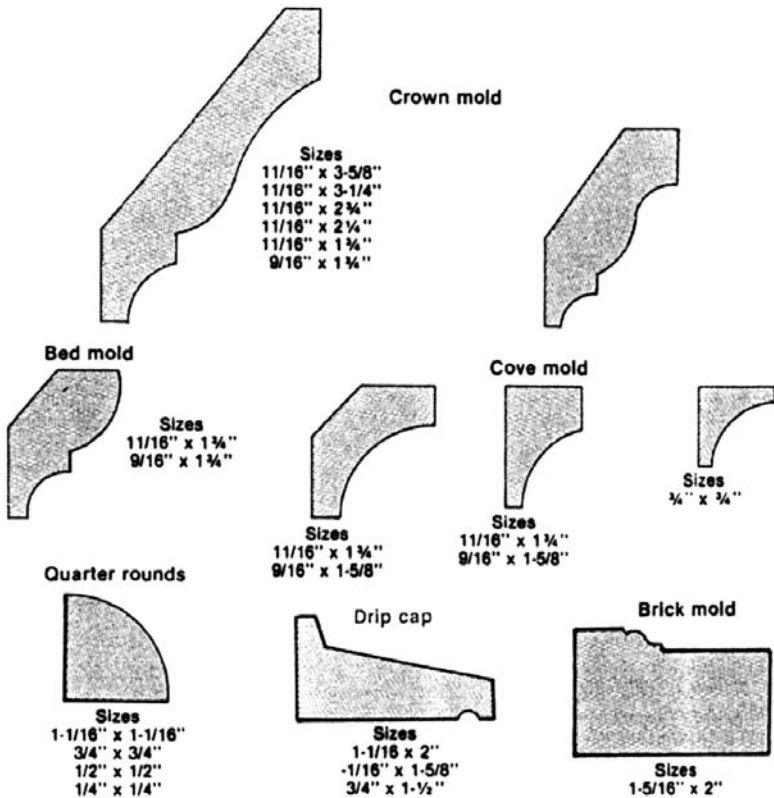 Crown mold
Sizes
11/16" x 3-5/8"
11/16" x 3-1/4"
11/16" x 2¾"
11/16" x 2¼"
11/16" x 1¾"
9/16" x 1¾"
Bed mold
Sizes
11/16" x 1¾"
9/16" x 1¾"
Cove mold
Sizes
11/16" x 1¾"
9/16" x 1-5/8"
Sizes
11/16" x 1¾"
9/16" x 1-5/8"
Sizes
¾" x ¾"
Quarter rounds
Sizes
1-1/16" x 1-1/16"
3/4" x 3/4"
1/2" x 1/2"
1/4" x 1/4"
Drip cap
Sizes
1-1/16 x 2"
-1/16" x 1-5/8"
3/4" x 1-½"
Brick mold
Sizes
1-5/16" x 2"